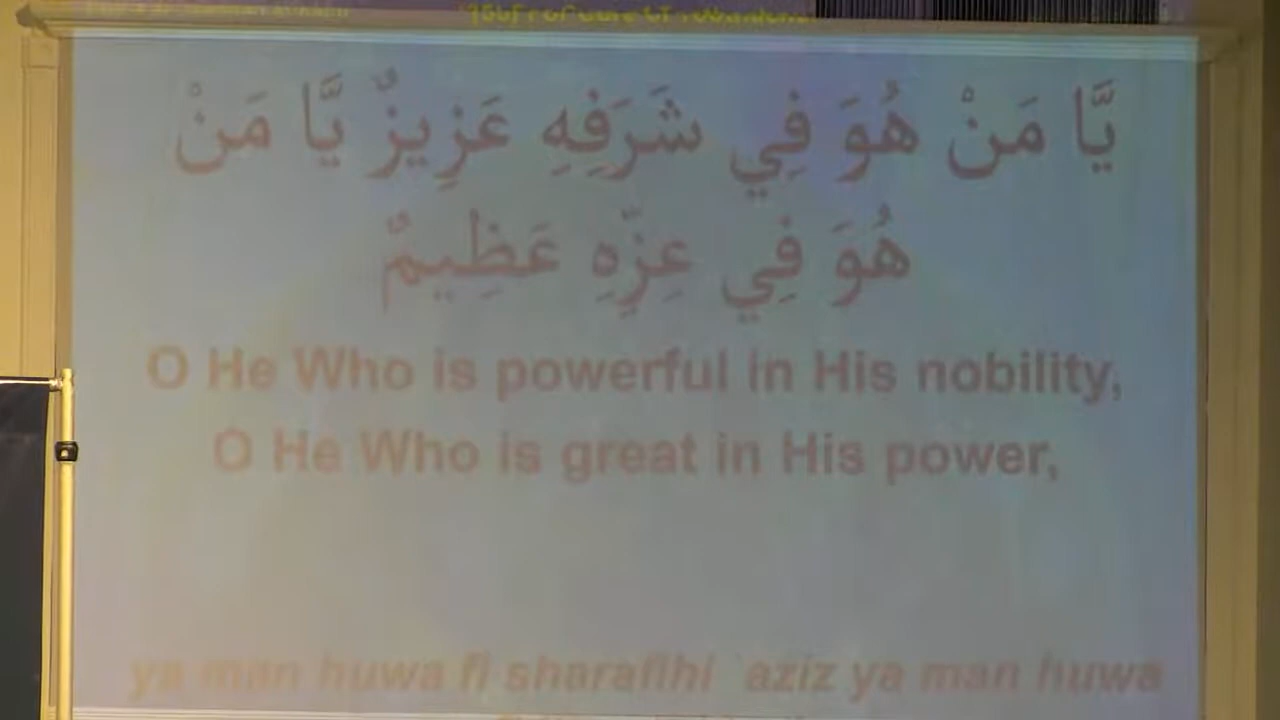 يَّا مَنْ هُوَ فِي شَرَفِهِ عَزِيزٌ يَّا مَنْ
هُوَ فِي عِزِّهِ عَظِيمٌ
O He Who is powerful in His nobility,
O He Who is great in His power,
ya man huwa fi sharafihi aziz ya man huwa